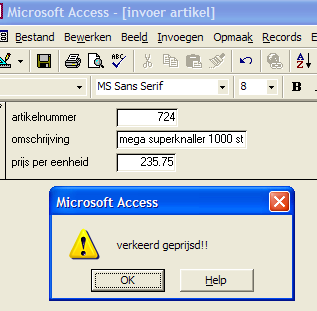 Microsoft Access - [invoer artikel]
Bestand Bewerken Beeld Invoegen Opmaak Records E
ABC
MS Sans Serif 8 B
artikelnummer 724
omschrijving mega superknaller 1000 st
prijs per eenheid 235.75
Microsoft Access
verkeerd geprijsd!!
OK Help